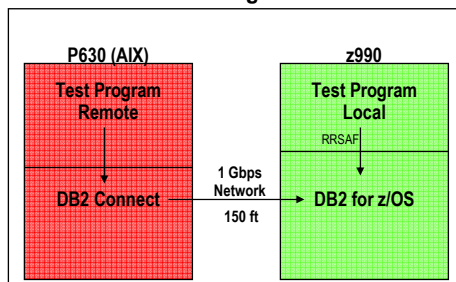 P630 (AIX)
Test Program
Remote
DB2 Connect
1 Gbps
Network
150 ft
z990
Test Program
Local
RRSAF
DB2 for z/OS